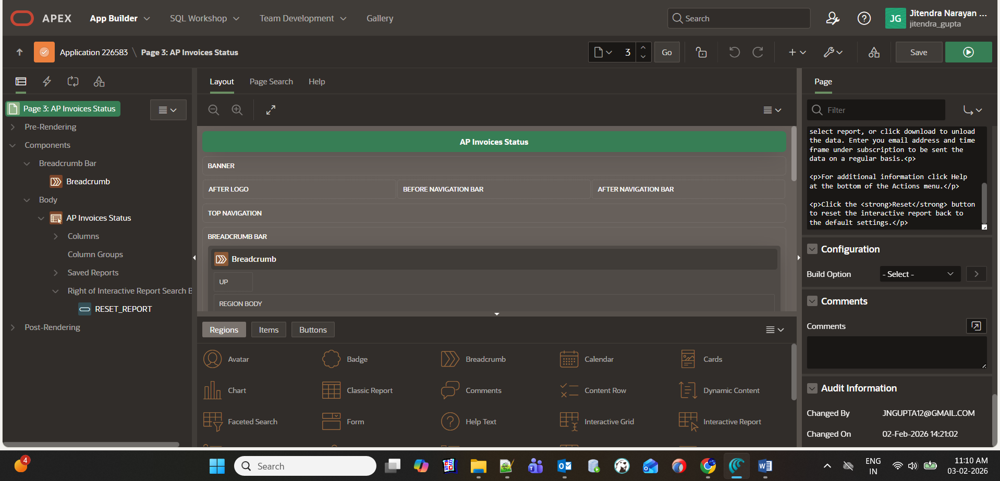 APEX
App Builder
SQL Workshop
Team Development
Gallery
Search
JG
Jitendra Narayan ...
jitendra_gupta
Application 226583 \ Page 3: AP Invoices Status
3
Go
Save
Page 3: AP Invoices Status
Pre-Rendering
Components
Breadcrumb Bar
Breadcrumb
Body
AP Invoices Status
Columns
Column Groups
Saved Reports
Right of Interactive Report Search B
RESET_REPORT
Post-Rendering
Layout
Page Search
Help
AP Invoices Status
BANNER
AFTER LOGO
BEFORE NAVIGATION BAR
AFTER NAVIGATION BAR
TOP NAVIGATION
BREADCRUMB BAR
Breadcrumb
UP
REGION BODY
Regions
Items
Buttons
Avatar
Badge
Breadcrumb
Calendar
Cards
Chart
Classic Report
Comments
Content Row
Dynamic Content
Faceted Search
Form
Help Text
Interactive Grid
Interactive Report
Page
Filter
select report, or click download to unload
the data. Enter you email address and time
frame under subscription to be sent the
data on a regular basis.<p>
<p>For additional information click Help
at the bottom of the Actions menu.</p>
<p>Click the <strong>Reset</strong> button
to reset the interactive report back to
the default settings.</p>
Configuration
Build Option
- Select -
Comments
Comments
Audit Information
Changed By
JNGUPTA12@GMAIL.COM
Changed On
02-Feb-2026 14:21:02
4
Search
ENG
IN
11:10 AM
03-02-2026